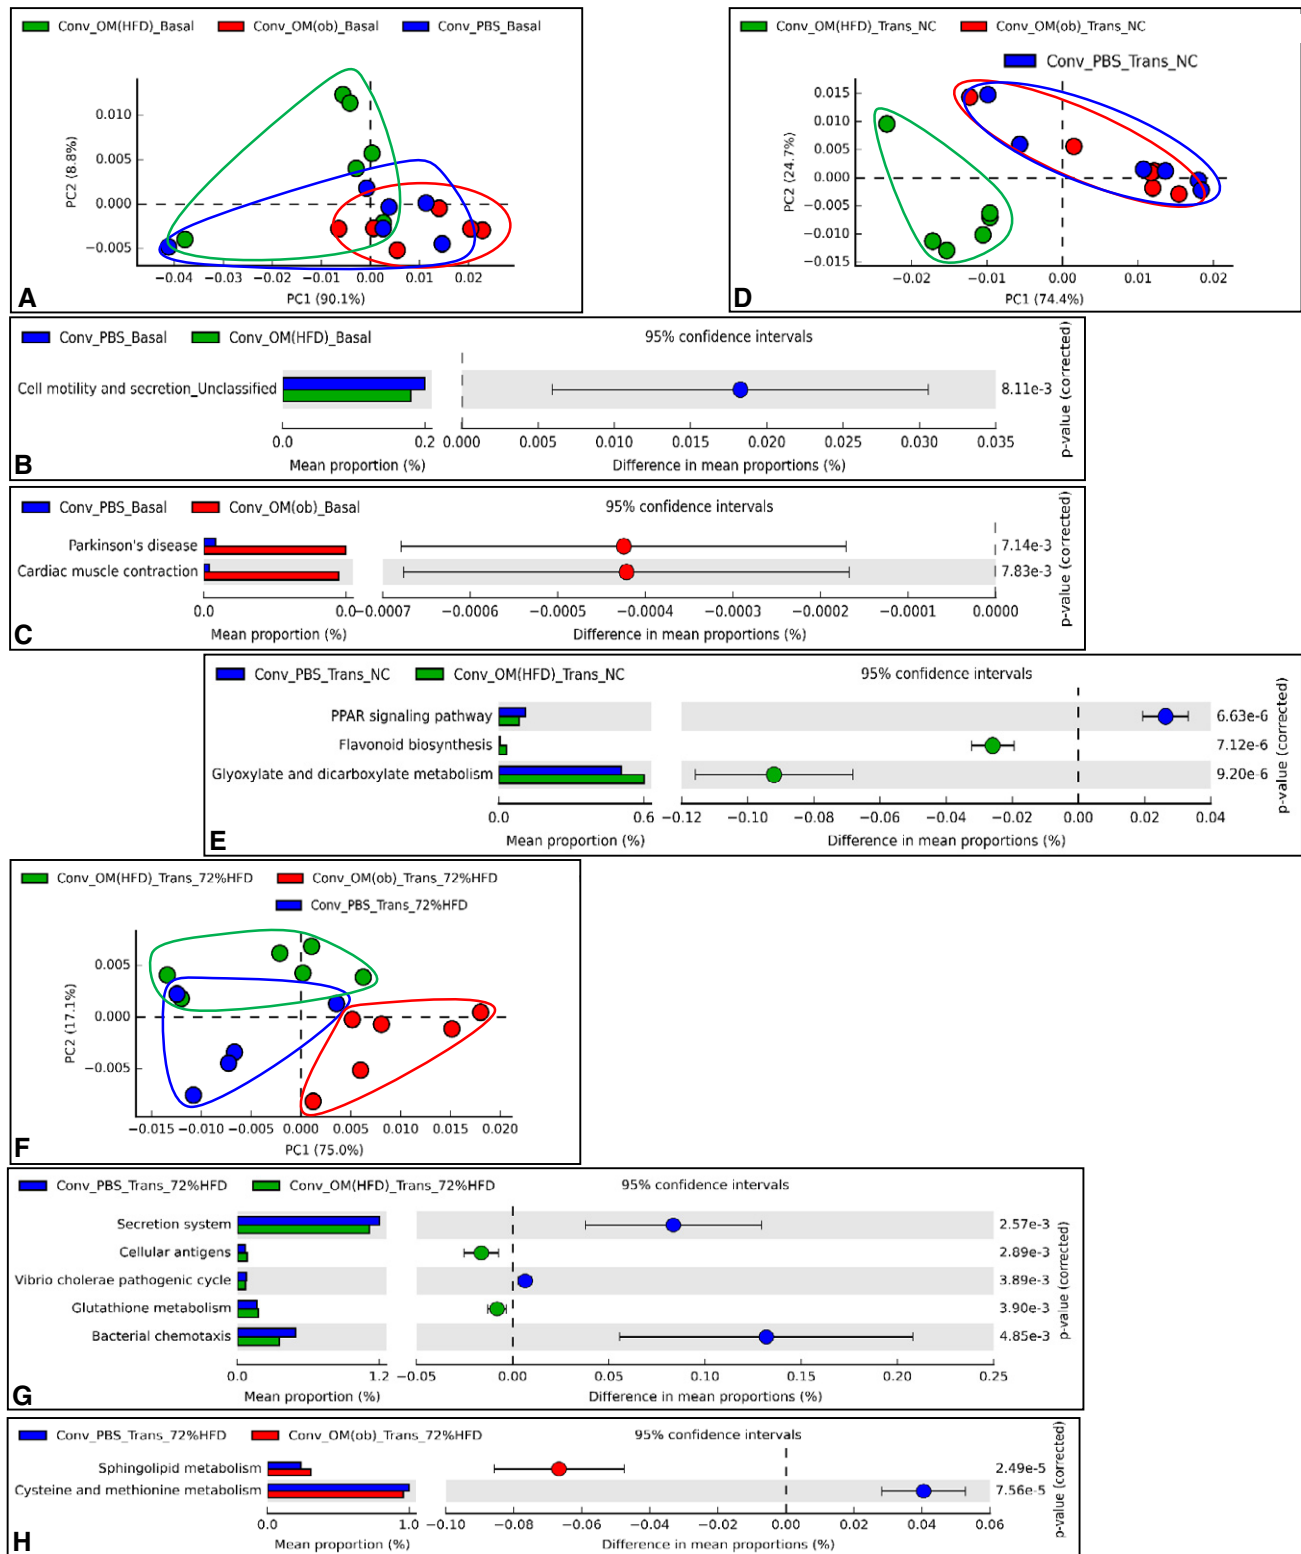 Conv_OM(HFD)_Basal Conv_OM(ob)_Basal Conv_PBS_Basal
0.010
0.005
0.000
−0.005
PC2 (8.8%)
−0.04 −0.03 −0.02 −0.01 0.00 0.01 0.02
PC1 (90.1%)
A
Conv_OM(HFD)_Trans_NC Conv_OM(ob)_Trans_NC
Conv_PBS_Trans_NC
0.015
0.010
0.005
0.000
−0.005
−0.010
−0.015
PC2 (24.7%)
−0.02 −0.01 0.00 0.01 0.02
PC1 (74.4%)
D
Conv_PBS_Basal Conv_OM(HFD)_Basal 95% confidence intervals
Cell motility and secretion_Unclassified 8.11e-3
p-value (corrected)
0.0 0.2 0.000 0.005 0.010 0.015 0.020 0.025 0.030 0.035
Mean proportion (%) Difference in mean proportions (%)
B
Conv_PBS_Basal Conv_OM(ob)_Basal 95% confidence intervals
Parkinson's disease 7.14e-3
Cardiac muscle contraction 7.83e-3
p-value (corrected)
0.0 0.0 −0.0007 −0.0006 −0.0005 −0.0004 −0.0003 −0.0002 −0.0001 0.0000
Mean proportion (%) Difference in mean proportions (%)
C
Conv_PBS_Trans_NC Conv_OM(HFD)_Trans_NC 95% confidence intervals
PPAR signaling pathway 6.63e-6
Flavonoid biosynthesis 7.12e-6
Glyoxylate and dicarboxylate metabolism 9.20e-6
p-value (corrected)
0.0 0.6 −0.12 −0.10 −0.08 −0.06 −0.04 −0.02 0.00 0.02 0.04
Mean proportion (%) Difference in mean proportions (%)
E
Conv_OM(HFD)_Trans_72%HFD Conv_OM(ob)_Trans_72%HFD
Conv_PBS_Trans_72%HFD
0.005
0.000
−0.005
PC2 (17.1%)
−0.015 −0.010 −0.005 0.000 0.005 0.010 0.015 0.020
PC1 (75.0%)
F
Conv_PBS_Trans_72%HFD Conv_OM(HFD)_Trans_72%HFD 95% confidence intervals
Secretion system 2.57e-3
Cellular antigens 2.89e-3
Vibrio cholerae pathogenic cycle 3.89e-3
Glutathione metabolism 3.90e-3
Bacterial chemotaxis 4.85e-3
p-value (corrected)
0.0 1.2 −0.05 0.00 0.05 0.10 0.15 0.20 0.25
Mean proportion (%) Difference in mean proportions (%)
G
Conv_PBS_Trans_72%HFD Conv_OM(ob)_Trans_72%HFD 95% confidence intervals
Sphingolipid metabolism 2.49e-5
Cysteine and methionine metabolism 7.56e-5
p-value (corrected)
0.0 1.0 −0.10 −0.08 −0.06 −0.04 −0.02 0.00 0.02 0.04 0.06
Mean proportion (%) Difference in mean proportions (%)
H